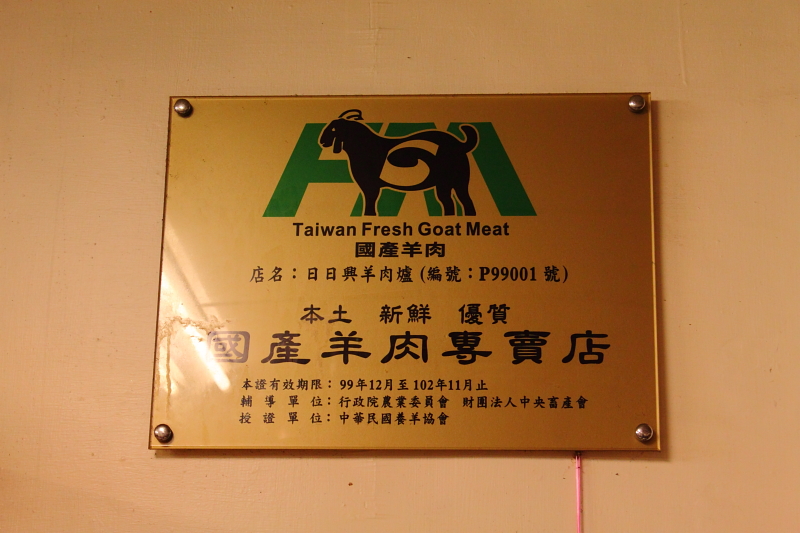 Taiwan Fresh Goat Meat
國產羊肉
店名：日日興羊肉爐（編號：P99001 號）
本土 新鮮 優質
國產羊肉專賣店
本證有效期限：99年12月至102年11月止
輔導單位：行政院農業委員會 財團法人中央畜產會
授證單位：中華民國養羊協會